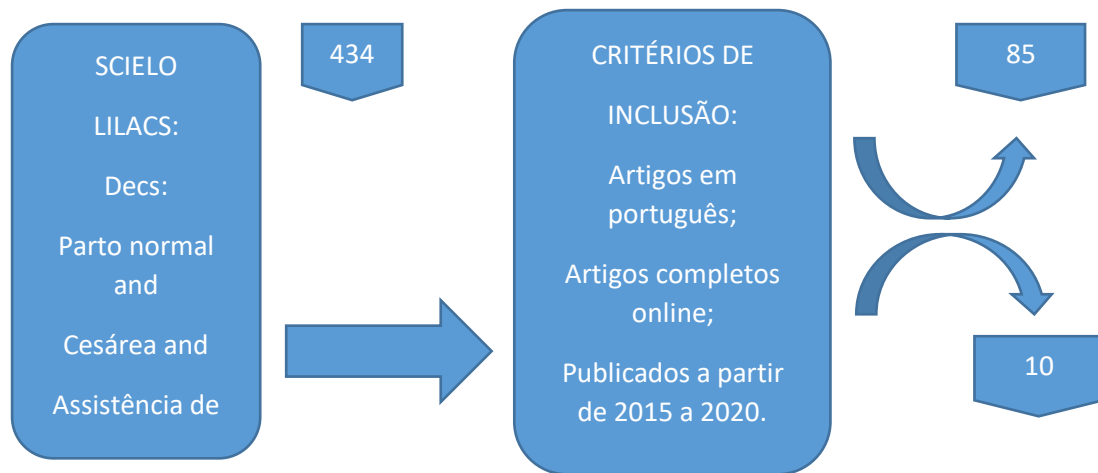 SCIELO
LILACS:
Decs:
Parto normal
and
Cesárea and
Assistência de
434
CRITÉRIOS DE
INCLUSÃO:
Artigos em
português;
Artigos completos
online;
Publicados a partir
de 2015 a 2020.
85
10